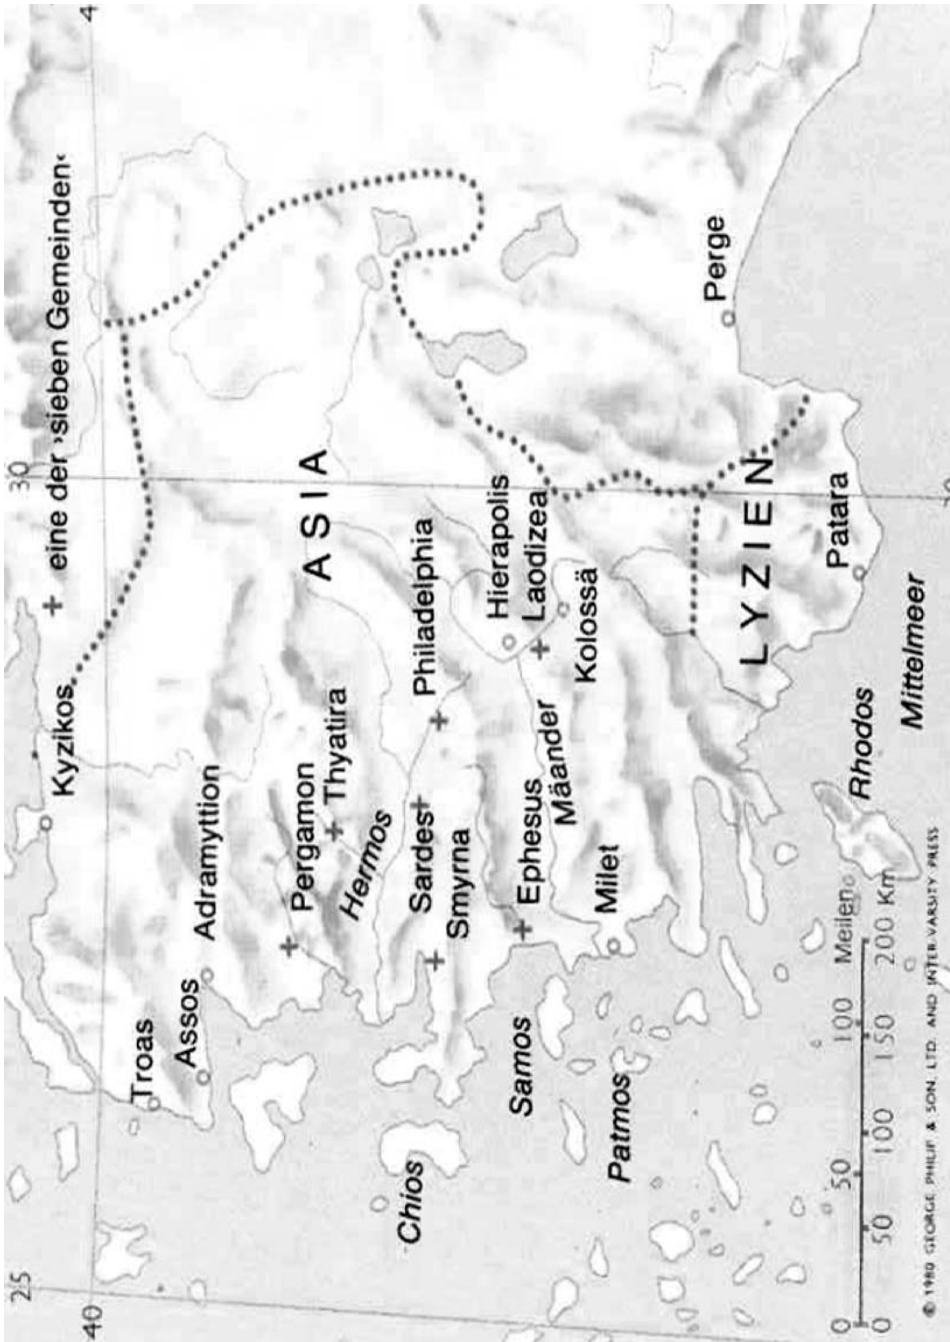 + eine der ›sieben Gemeinden‹
25
30
4
40
Kyzikos
Troas
Assos
Adramyttion
Pergamon
Thyatira
ASIA
Hermos
Sardes
Smyrna
Philadelphia
Chios
Hierapolis
Laodizea
Kolossä
Ephesus
Mäander
Samos
Milet
Patmos
Perge
LYZIEN
Patara
Rhodos
Mittelmeer
0 50 100 Meilen
0 50 100 150 200 Km
© 1980 GEORGE PHILIP & SON, LTD. AND INTER-VARSITY PRESS